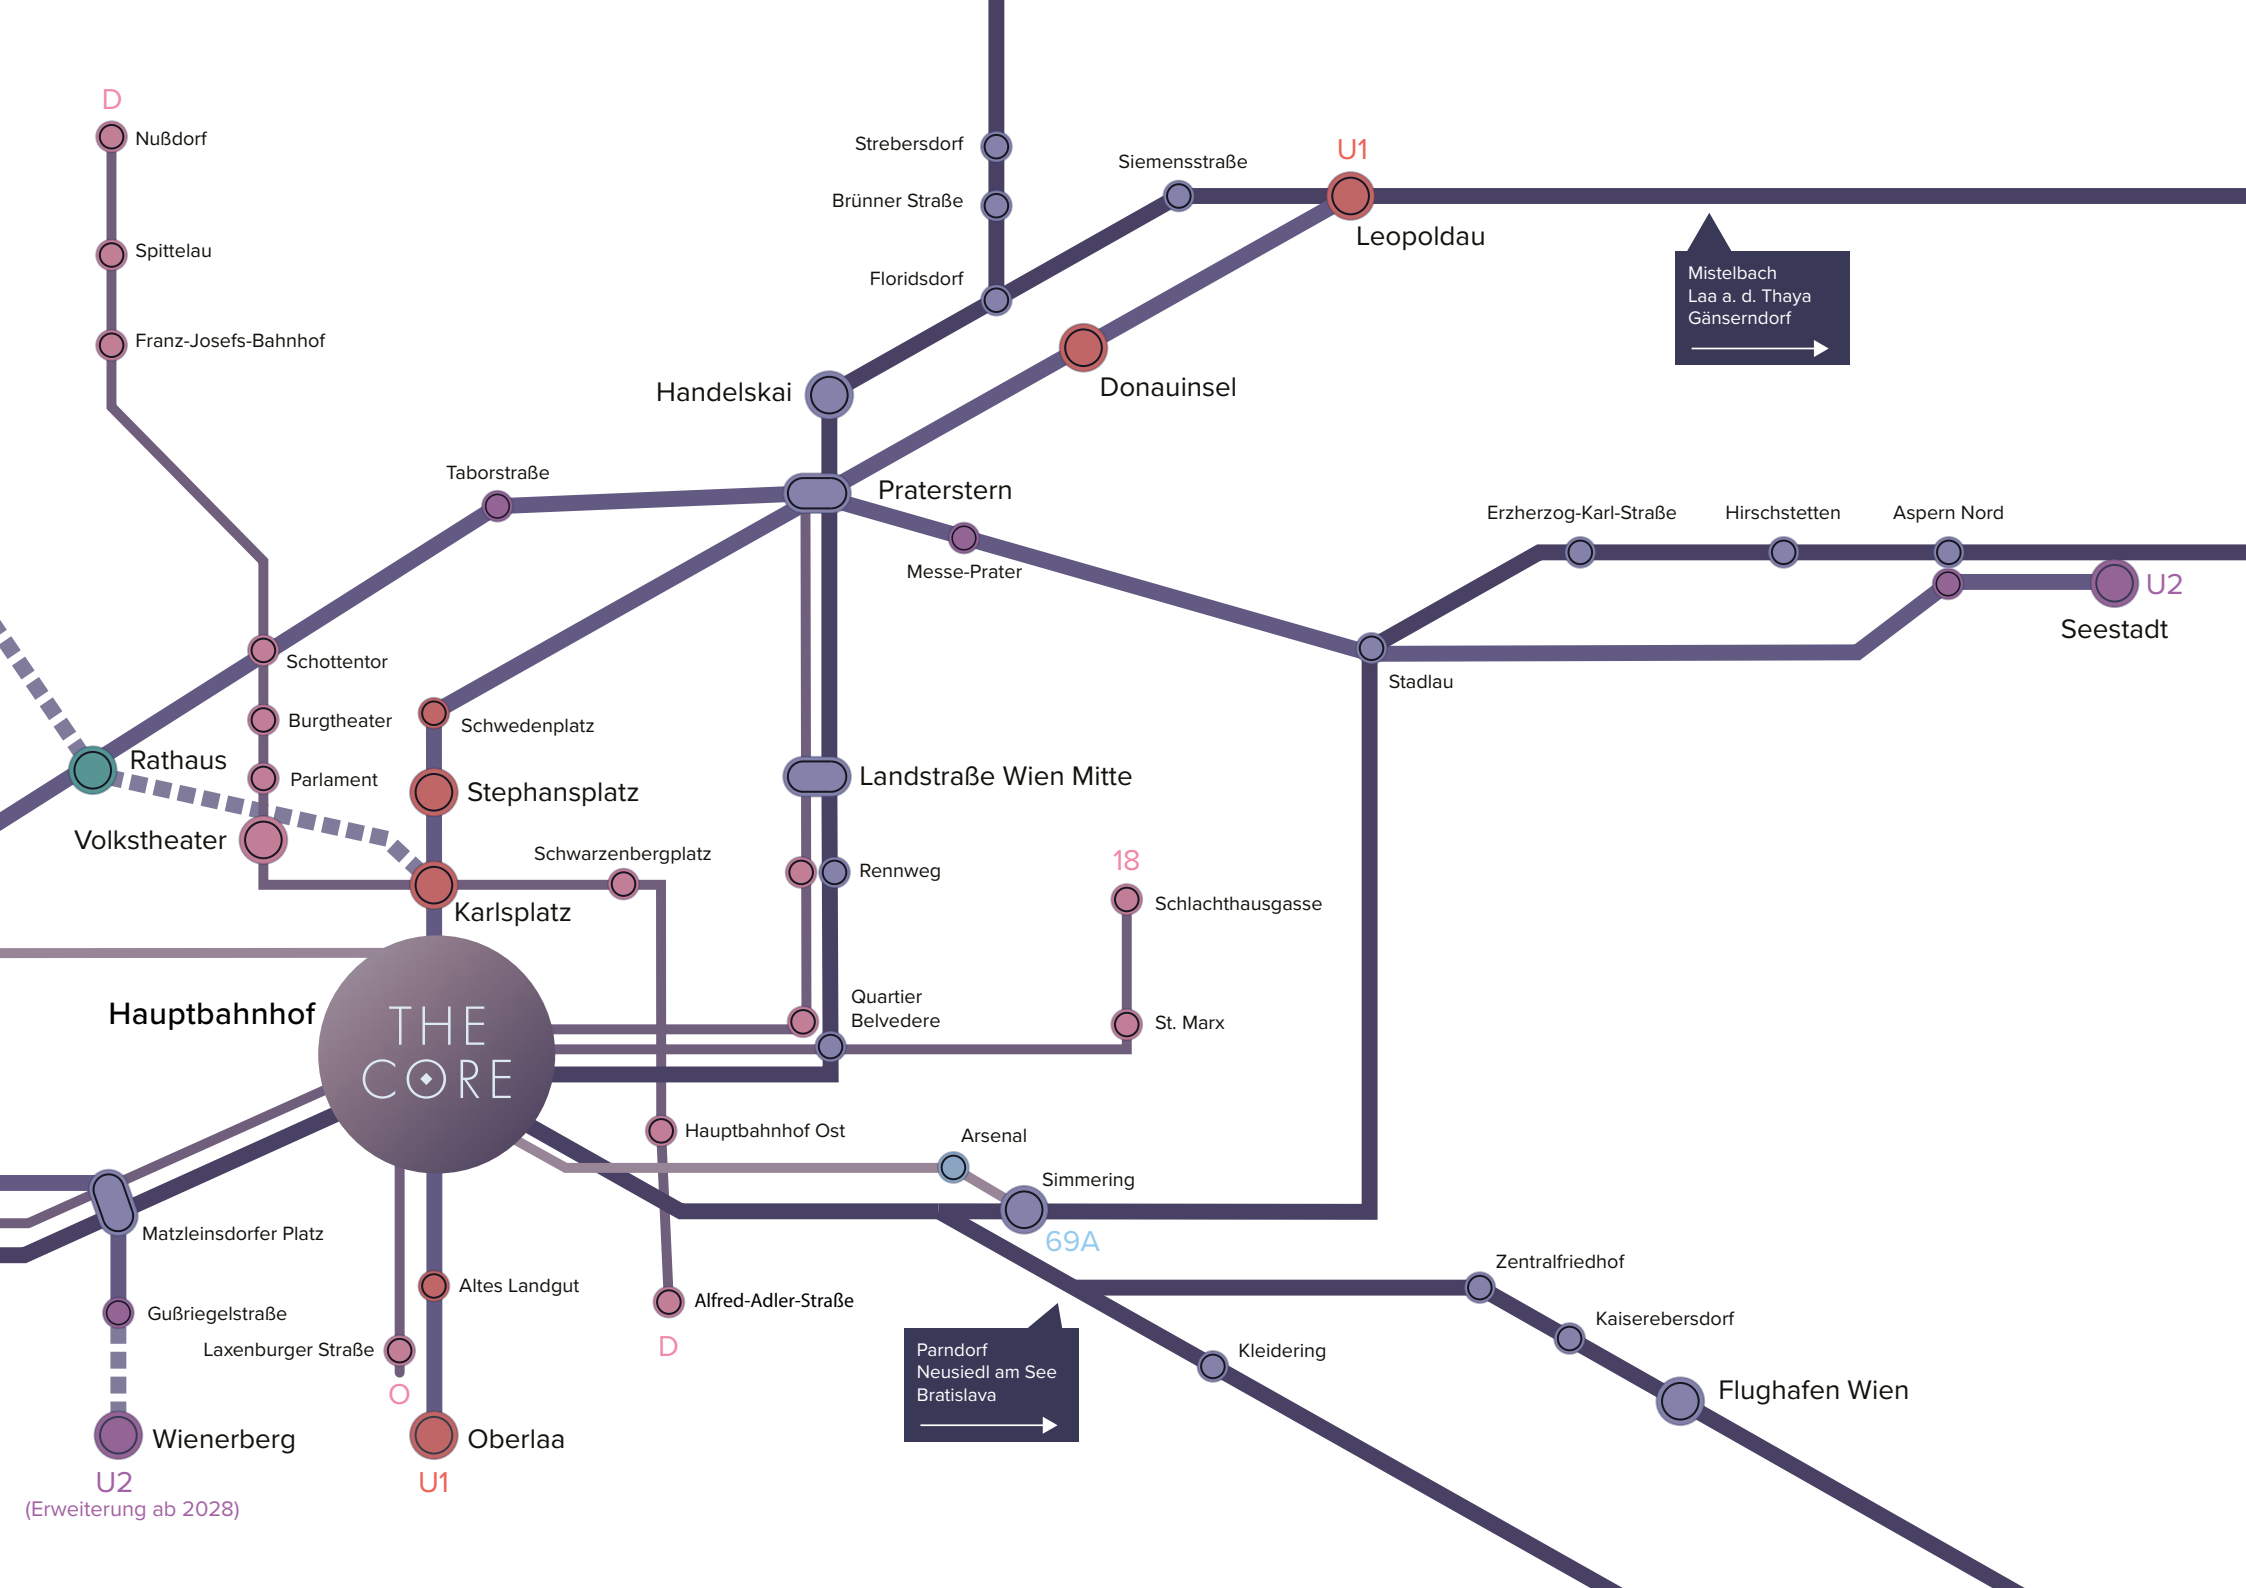 D
Nußdorf
Spittelau
Franz-Josefs-Bahnhof
Strebersdorf
Brünner Straße
Floridsdorf
Siemensstraße
U1
Leopoldau
Mistelbach
Laa a. d. Thaya
Gänserndorf
Handelskai
Donauinsel
Taborstraße
Praterstern
Messe-Prater
Erzherzog-Karl-Straße
Hirschstetten
Aspern Nord
U2
Seestadt
Stadlau
Schottentor
Burgtheater
Rathaus
Parlament
Volkstheater
Schwedenplatz
Stephansplatz
Landstraße Wien Mitte
Schwarzenbergplatz
Karlsplatz
Rennweg
18
Schlachthausgasse
Hauptbahnhof
THE
CORE
Quartier
Belvedere
St. Marx
Hauptbahnhof Ost
Arsenal
Simmering
69A
Matzleinsdorfer Platz
Gußriegelstraße
Laxenburger Straße
O
Altes Landgut
Alfred-Adler-Straße
D
Zentralfriedhof
Kaiserebersdorf
Kleidering
Flughafen Wien
Parndorf
Neusiedl am See
Bratislava
Wienerberg
U2
(Erweiterung ab 2028)
Oberlaa
U1